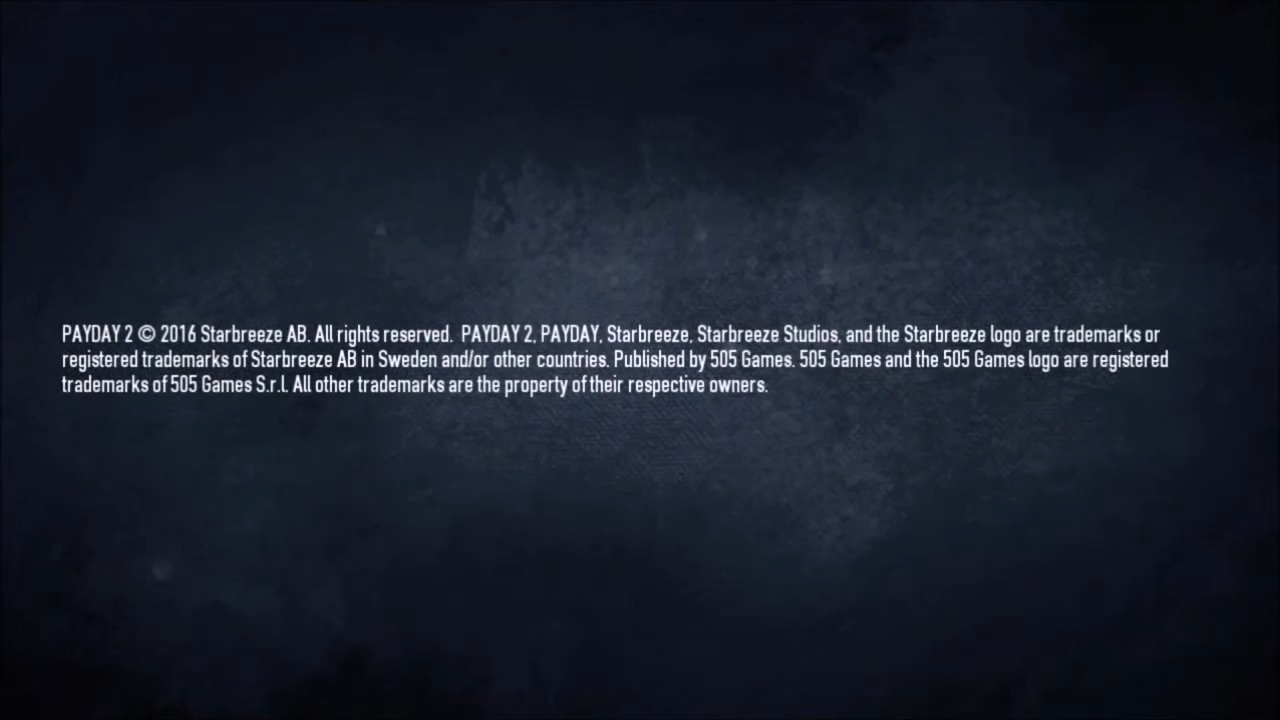 PAYDAY 2 © 2016 Starbreeze AB. All rights reserved.  PAYDAY 2, PAYDAY, Starbreeze, Starbreeze Studios, and the Starbreeze logo are trademarks or
registered trademarks of Starbreeze AB in Sweden and/or other countries. Published by 505 Games. 505 Games and the 505 Games logo are registered
trademarks of 505 Games S.r.l. All other trademarks are the property of their respective owners.